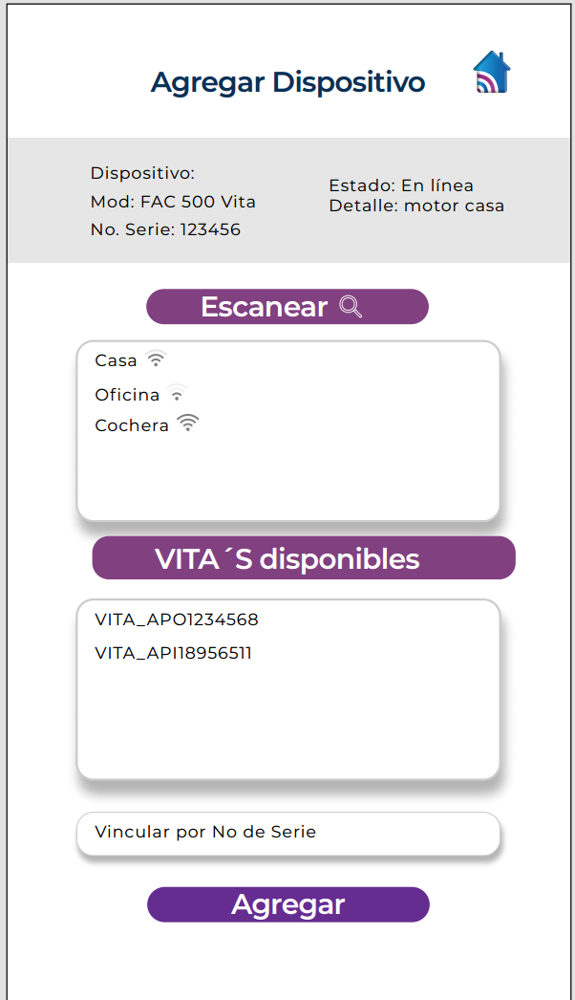 Agregar Dispositivo
Dispositivo:
Mod: FAC 500 Vita
No. Serie: 123456
Estado: En línea
Detalle: motor casa
Escanear
Casa
Oficina
Cochera
VITA ´S disponibles
VITA_APO1234568
VITA_API18956511
Vincular por No de Serie
Agregar